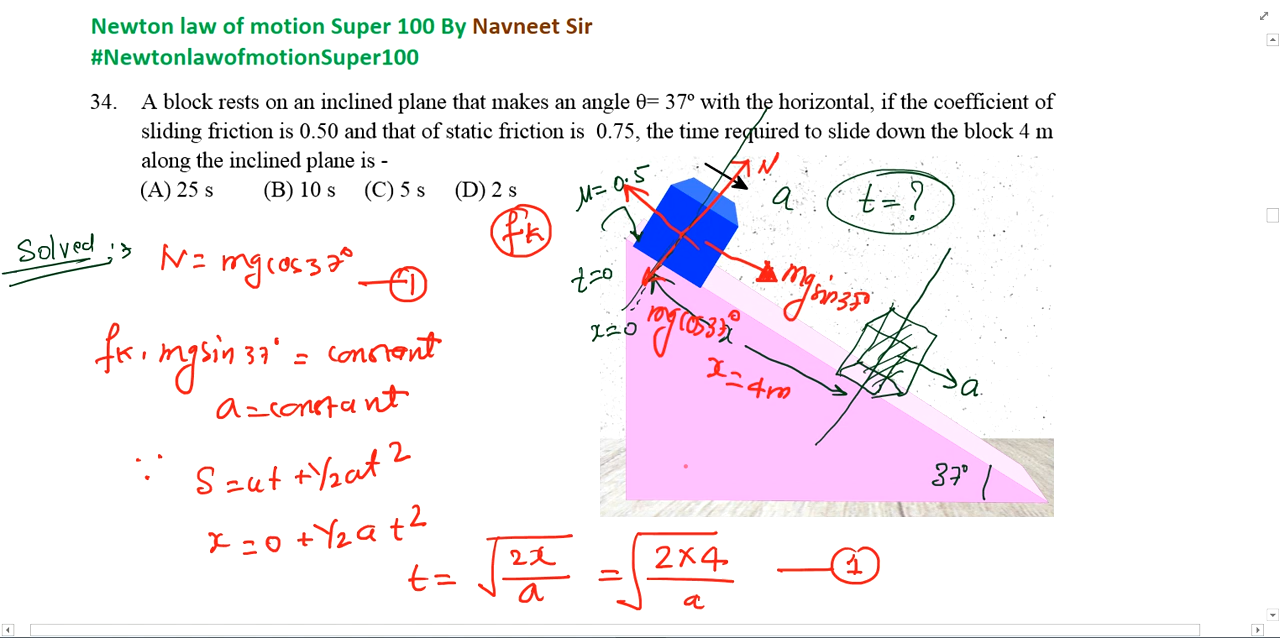 Newton law of motion Super 100 By Navneet Sir
#NewtonlawofmotionSuper100
34. A block rests on an inclined plane that makes an angle θ= 37º with the horizontal, if the coefficient of
sliding friction is 0.50 and that of static friction is 0.75, the time required to slide down the block 4 m
along the inclined plane is -
(A) 25 s (B) 10 s (C) 5 s (D) 2 s
μ= 0.5
N
a
t=?
fk
Solved :→
N= mgcos37° —①
t=0
mgsin37°
x=0
mgcos37°
x
x=4m
a
fk, mgsin37° = constant
a=constant
37°
∵ S=ut+1/2at²
x=0+1/2at²
t= √(2x/a) = √(2×4/a) —①